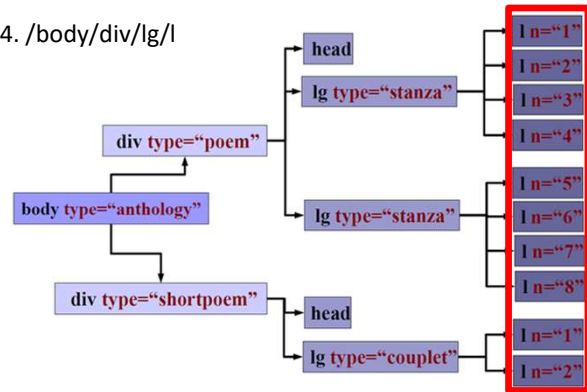 4. /body/div/lg/l
head
lg type=“stanza”
l n=“1”
l n=“2”
l n=“3”
l n=“4”
div type=“poem”
body type=“anthology”
lg type=“stanza”
l n=“5”
l n=“6”
l n=“7”
l n=“8”
div type=“shortpoem”
head
lg type=“couplet”
l n=“1”
l n=“2”